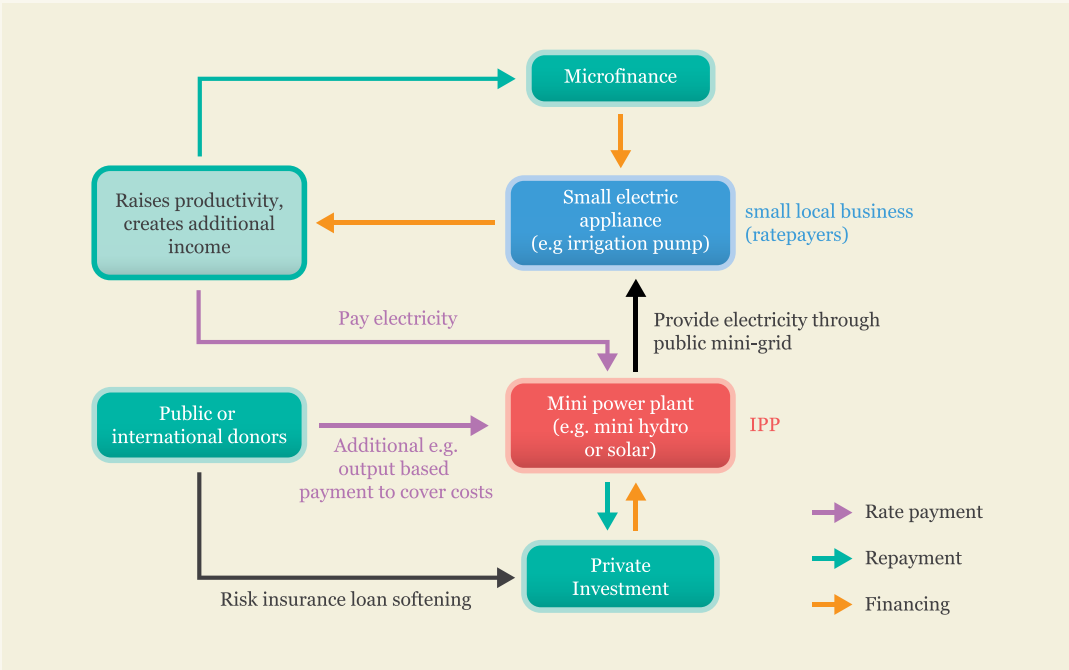 Microfinance
Raises productivity,
creates additional
income
Small electric
appliance
(e.g irrigation pump)
small local business
(ratepayers)
Pay electricity
Provide electricity through
public mini-grid
Public or
international donors
Mini power plant
(e.g. mini hydro
or solar)
IPP
Additional e.g.
output based
payment to cover costs
Private
Investment
Risk insurance loan softening
Rate payment
Repayment
Financing